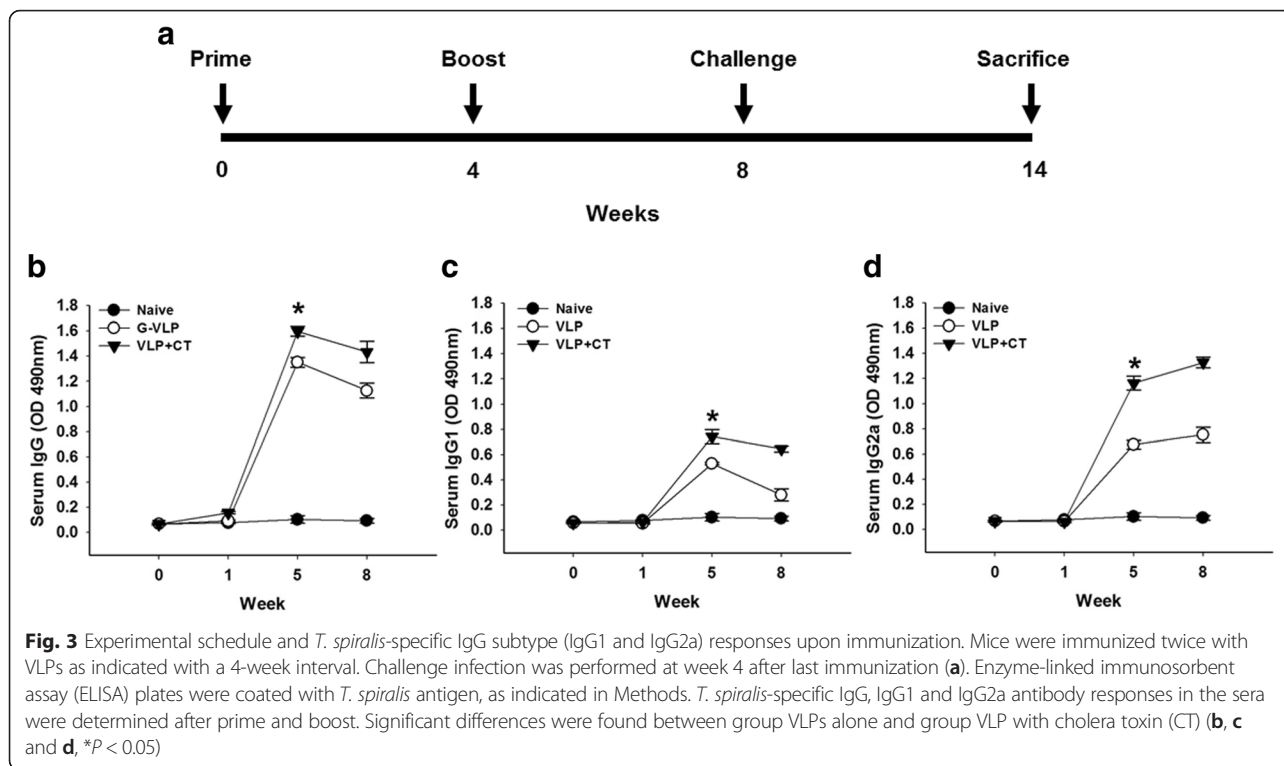 a
Prime Boost Challenge Sacrifice
0 4 8 14
Weeks
b
Naive
G-VLP
VLP+CT
*
Serum IgG (OD 490nm)
1.8
1.6
1.4
1.2
1.0
0.8
0.6
0.4
0.2
0.0
0 1 5 8
Week
c
Naive
VLP
VLP+CT
*
Serum IgG1 (OD 490nm)
1.8
1.6
1.4
1.2
1.0
0.8
0.6
0.4
0.2
0.0
0 1 5 8
Week
d
Naive
VLP
VLP+CT
*
Serum IgG2a (OD 490nm)
1.8
1.6
1.4
1.2
1.0
0.8
0.6
0.4
0.2
0.0
0 1 5 8
Week
Fig. 3 Experimental schedule and T. spiralis-specific IgG subtype (IgG1 and IgG2a) responses upon immunization. Mice were immunized twice with
VLPs as indicated with a 4-week interval. Challenge infection was performed at week 4 after last immunization (a). Enzyme-linked immunosorbent
assay (ELISA) plates were coated with T. spiralis antigen, as indicated in Methods. T. spiralis-specific IgG, IgG1 and IgG2a antibody responses in the sera
were determined after prime and boost. Significant differences were found between group VLPs alone and group VLP with cholera toxin (CT) (b, c
and d, *P < 0.05)